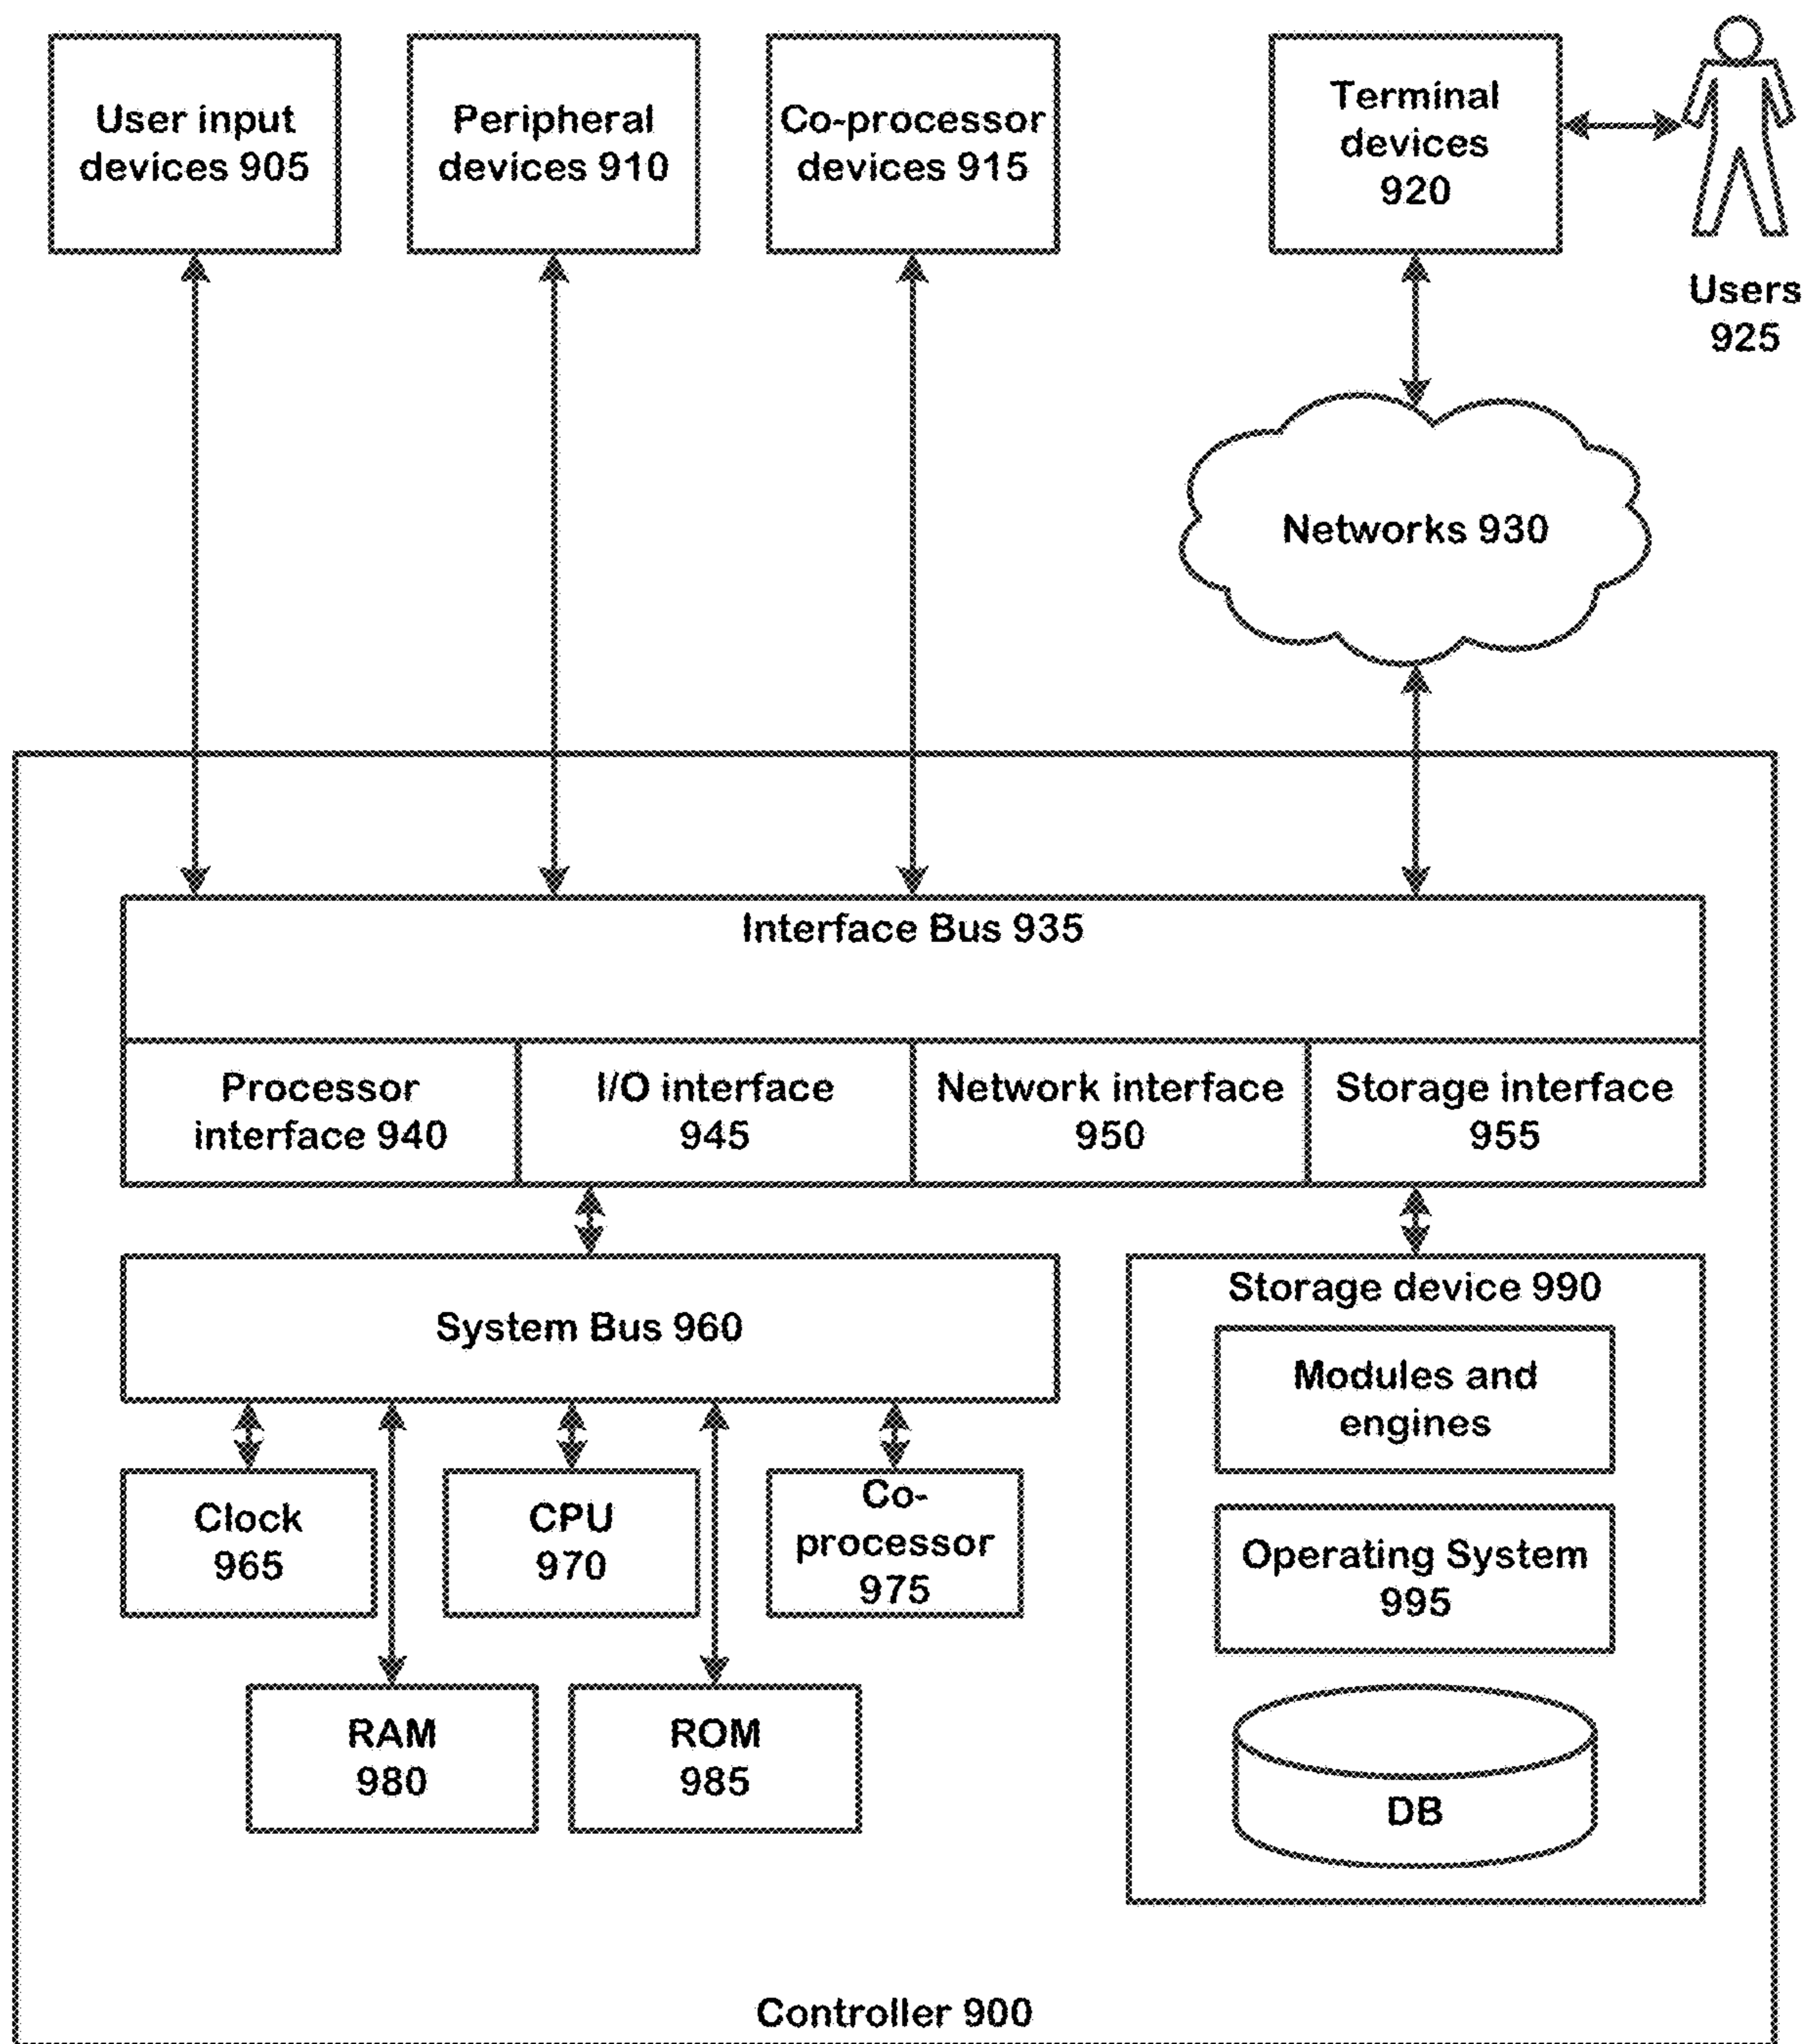 User input
devices 905
Peripheral
devices 910
Co-processor
devices 915
Terminal
devices
920
Users
925
Networks 930
Interface Bus 935
Processor
interface 940
I/O interface
945
Network interface
950
Storage interface
955
System Bus 960
Storage device 990
Modules and
engines
Clock
965
CPU
970
Co-
processor
975
Operating System
995
RAM
980
ROM
985
DB
Controller 900